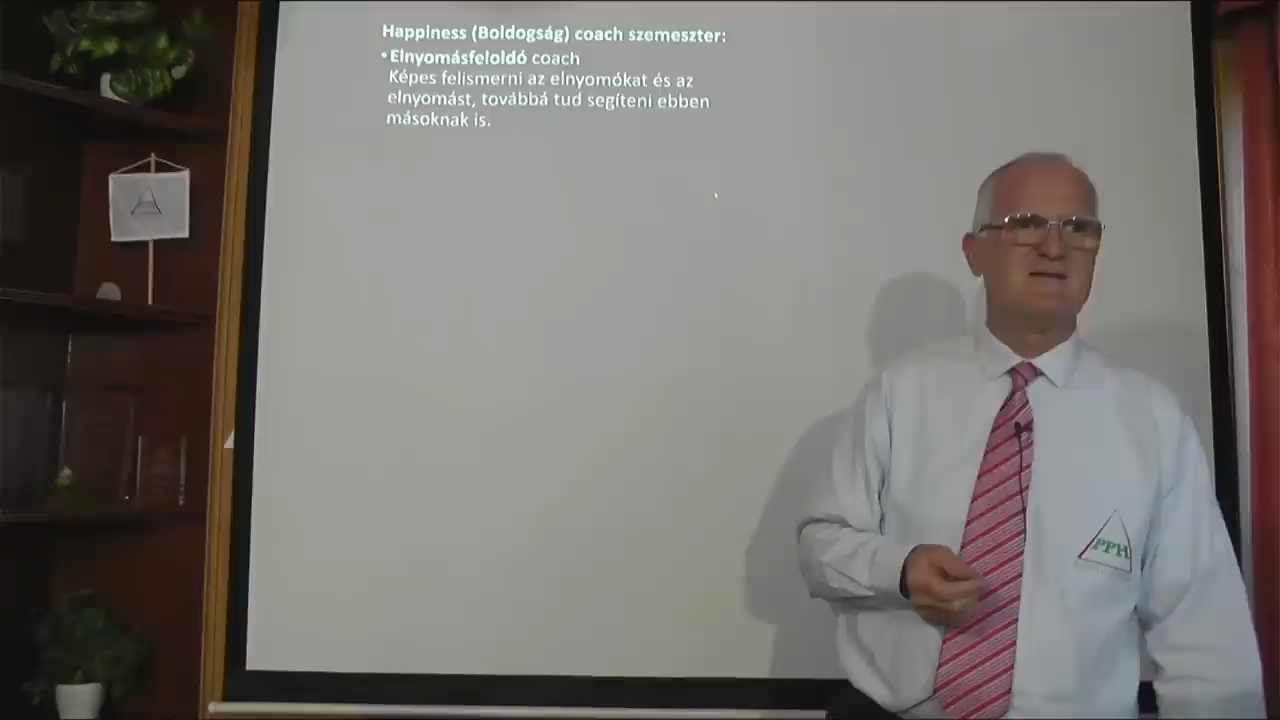 Happiness (Boldogság) coach szemeszter:
•Elnyomásfeloldó coach
Képes felismerni az elnyomókat és az
elnyomást, továbbá tud segíteni ebben
másoknak is.
PPH